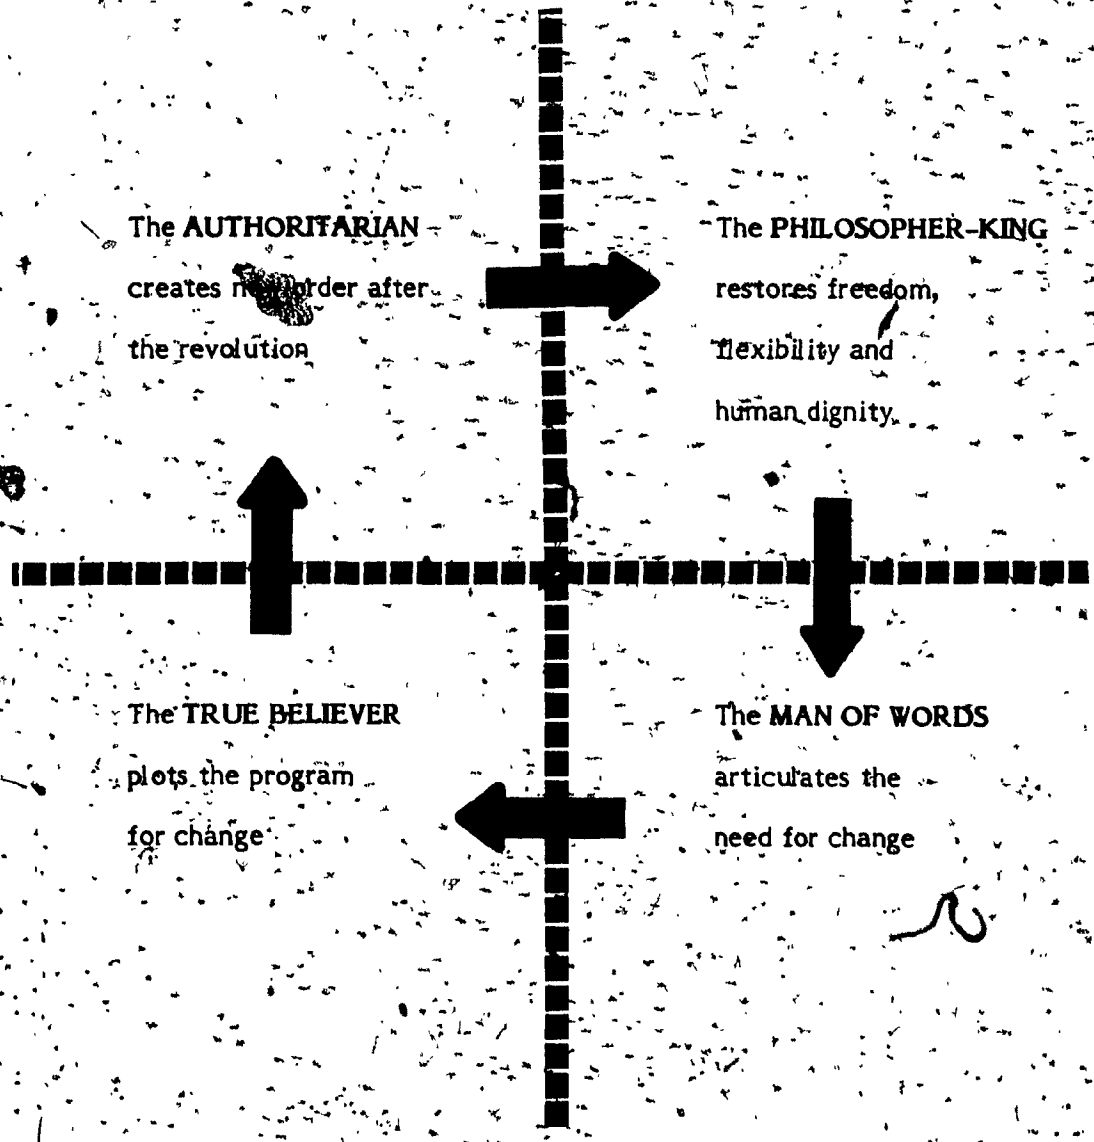 The AUTHORITARIAN
creates new order after
the revolution
The PHILOSOPHER-KING
restores freedom,
flexibility and
human dignity.
The TRUE BELIEVER
plots the program
for change
The MAN OF WORDS
articulates the
need for change